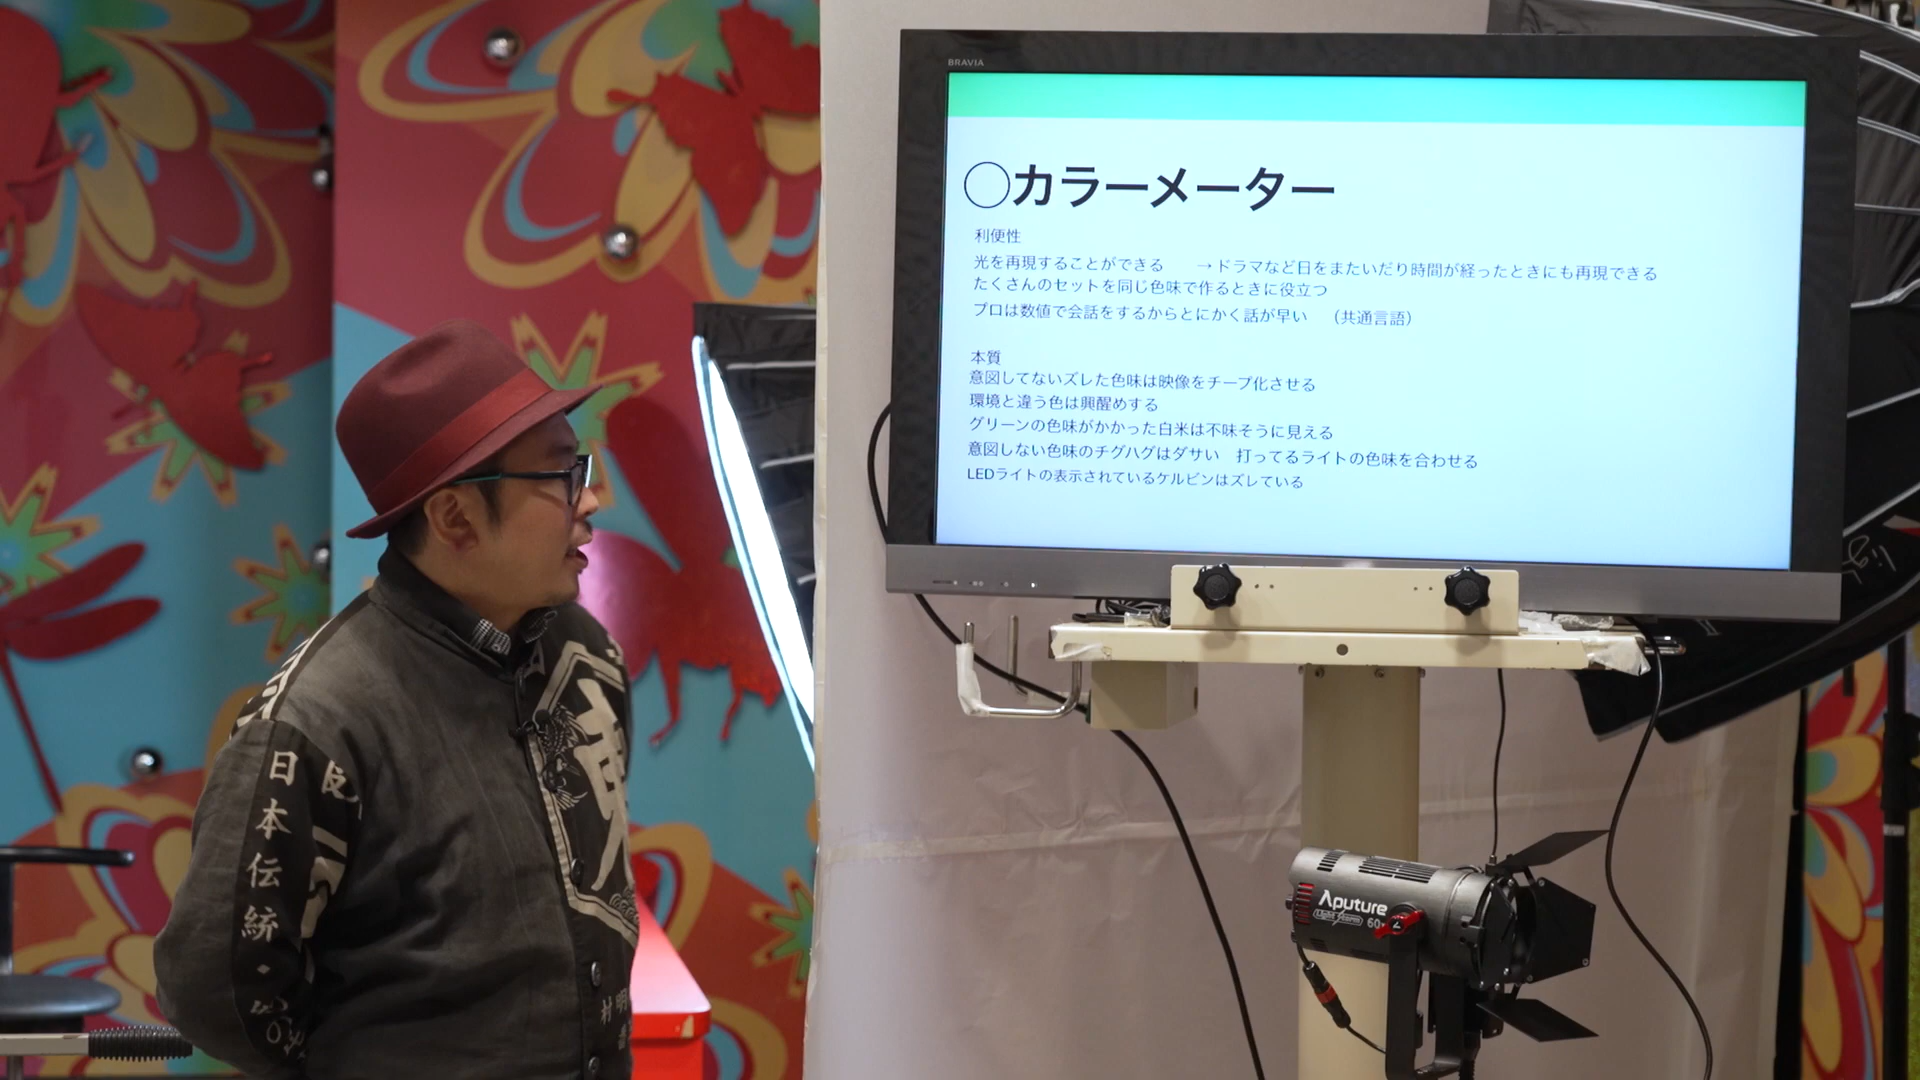 BRAVIA
◯カラーメーター
利便性
光を再現することができる　→ドラマなど日をまたいだり時間が経ったときにも再現できる
たくさんのセットを同じ色味で作るときに役立つ
プロは数値で会話をするからとにかく話が早い　（共通言語）
本質
意図してないズレた色味は映像をチープ化させる
環境と違う色は興醒めする
グリーンの色味がかかった白米は不味そうに見える
意図しない色味のチグハグはダサい　打ってるライトの色味を合わせる
LEDライトの表示されているケルビンはズレている
日本伝統・
村明
Aputure
Light Storm 60x